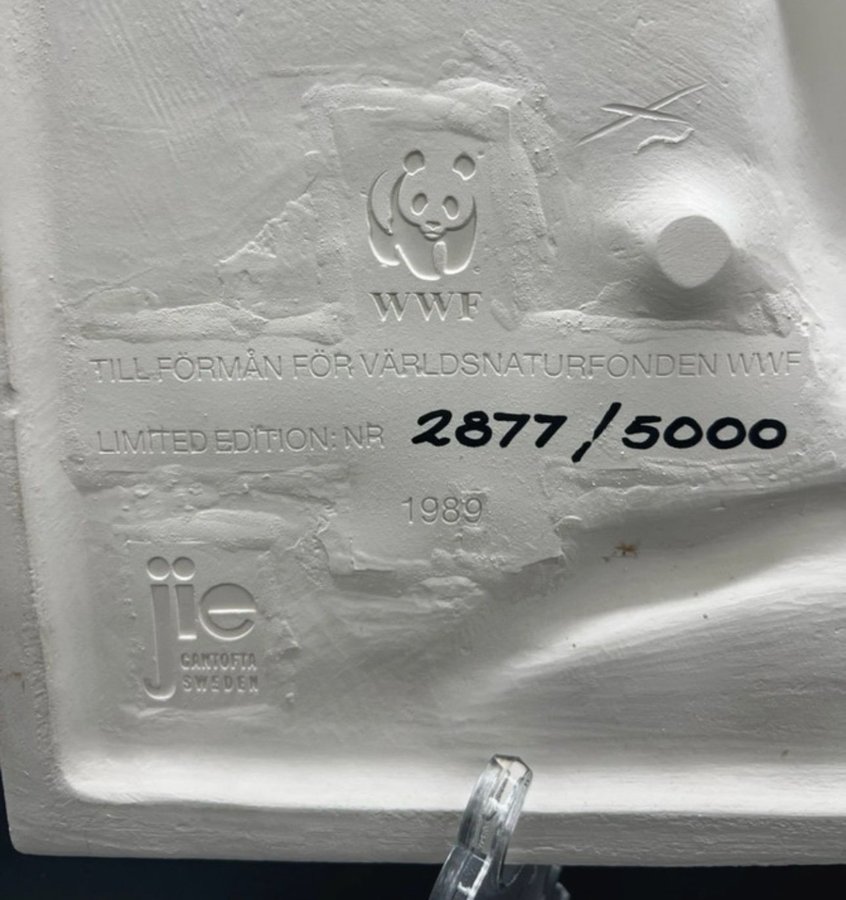 WWF
TILL FÖRMÅN FÖR VÄRLDSNATURFONDEN WWF
LIMITED EDITION: NR 2877/5000
1989
jie
GANTOFTA
SWEDEN